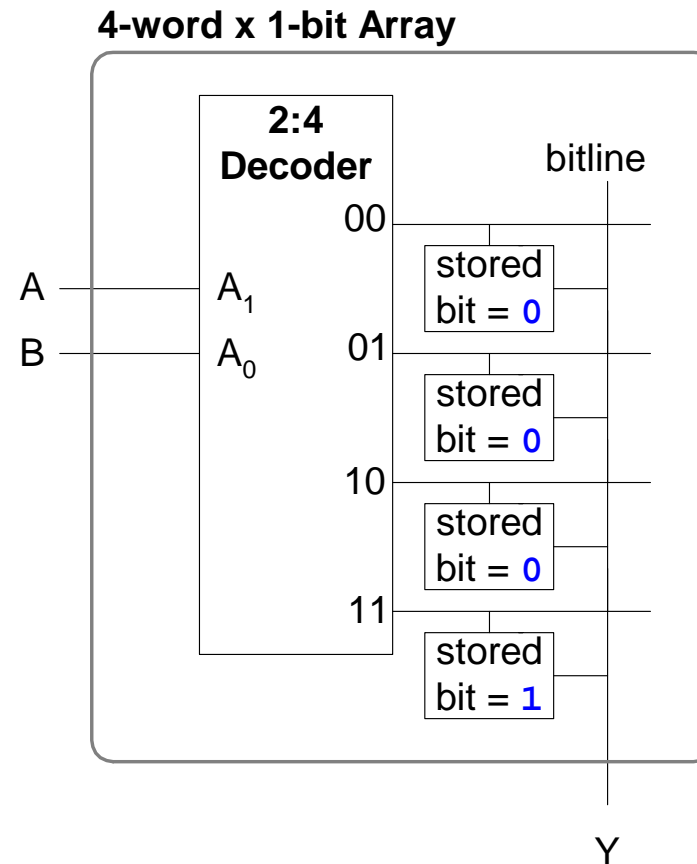 4-word x 1-bit Array
2:4
Decoder
bitline
00
stored
bit = 0
A
A1
B
A0
01
stored
bit = 0
10
stored
bit = 0
11
stored
bit = 1
Y